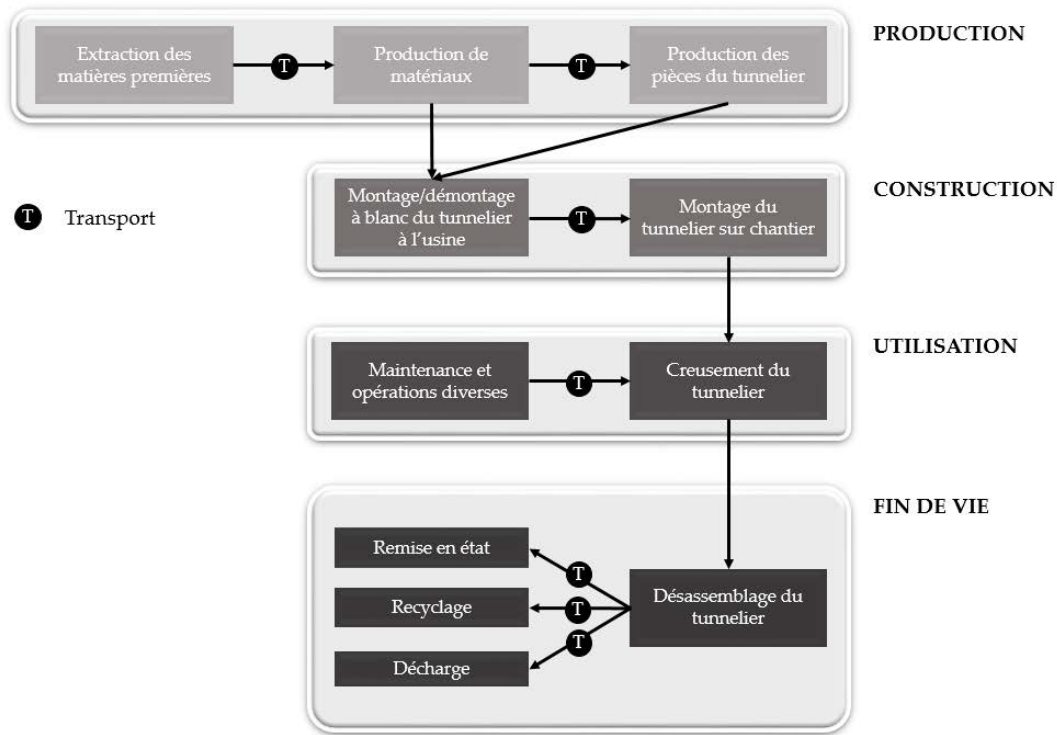 PRODUCTION
Extraction des
matières premières
T
Production de
matériaux
T
Production des
pièces du tunnelier
CONSTRUCTION
Montage/démontage
à blanc du tunnelier
à l'usine
T
Montage du
tunnelier sur chantier
T
Transport
UTILISATION
Maintenance et
opérations diverses
T
Creusement du
tunnelier
FIN DE VIE
Remise en état
T
Recyclage
T
Décharge
T
Désassemblage du
tunnelier